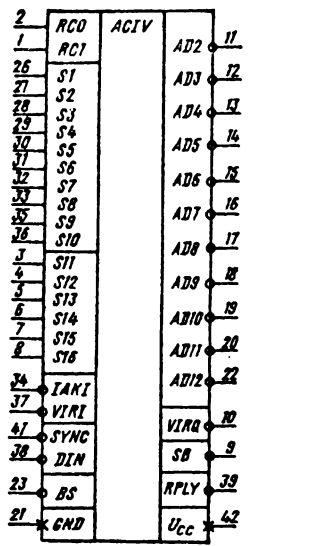 2 RC0 ACIV AD2 11
1 RC1
26 S1 AD3 12
27 S2
28 S3 AD4 13
29 S4
30 S5 AD5 14
31 S6
32 S7 AD6 15
33 S8
35 S9 AD7 16
36 S10
3 S11 AD8 17
4 S12
5 S13 AD9 18
6 S14 AD10 19
7 S15
8 S16 AD11 20
34 IAKI AD12 22
37 VIRI VIRQ 10
41 SYNC
38 DIN SB 9
23 BS RPLY 39
21 GND Ucc 42